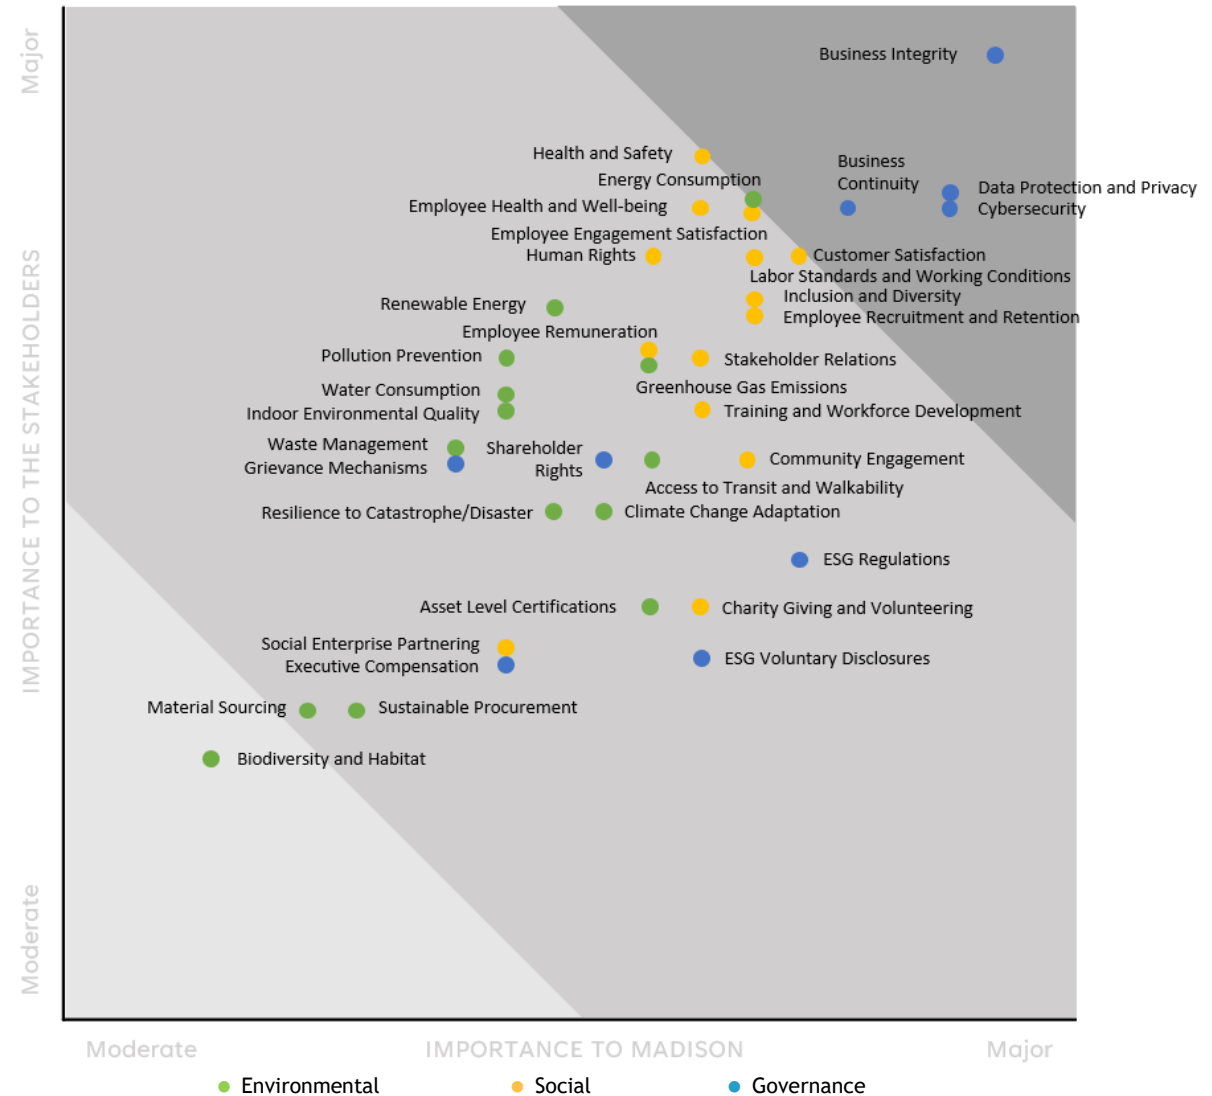 Major
IMPORTANCE TO THE STAKEHOLDERS
Moderate
Business Integrity
Health and Safety
Business
Continuity
Energy Consumption
Data Protection and Privacy
Employee Health and Well-being
Cybersecurity
Employee Engagement Satisfaction
Human Rights
Customer Satisfaction
Labor Standards and Working Conditions
Inclusion and Diversity
Renewable Energy
Employee Recruitment and Retention
Employee Remuneration
Pollution Prevention
Stakeholder Relations
Greenhouse Gas Emissions
Water Consumption
Indoor Environmental Quality
Training and Workforce Development
Waste Management
Grievance Mechanisms
Shareholder
Rights
Community Engagement
Access to Transit and Walkability
Resilience to Catastrophe/Disaster
Climate Change Adaptation
ESG Regulations
Asset Level Certifications
Charity Giving and Volunteering
Social Enterprise Partnering
Executive Compensation
ESG Voluntary Disclosures
Material Sourcing
Sustainable Procurement
Biodiversity and Habitat
Moderate
IMPORTANCE TO MADISON
Major
Environmental
Social
Governance